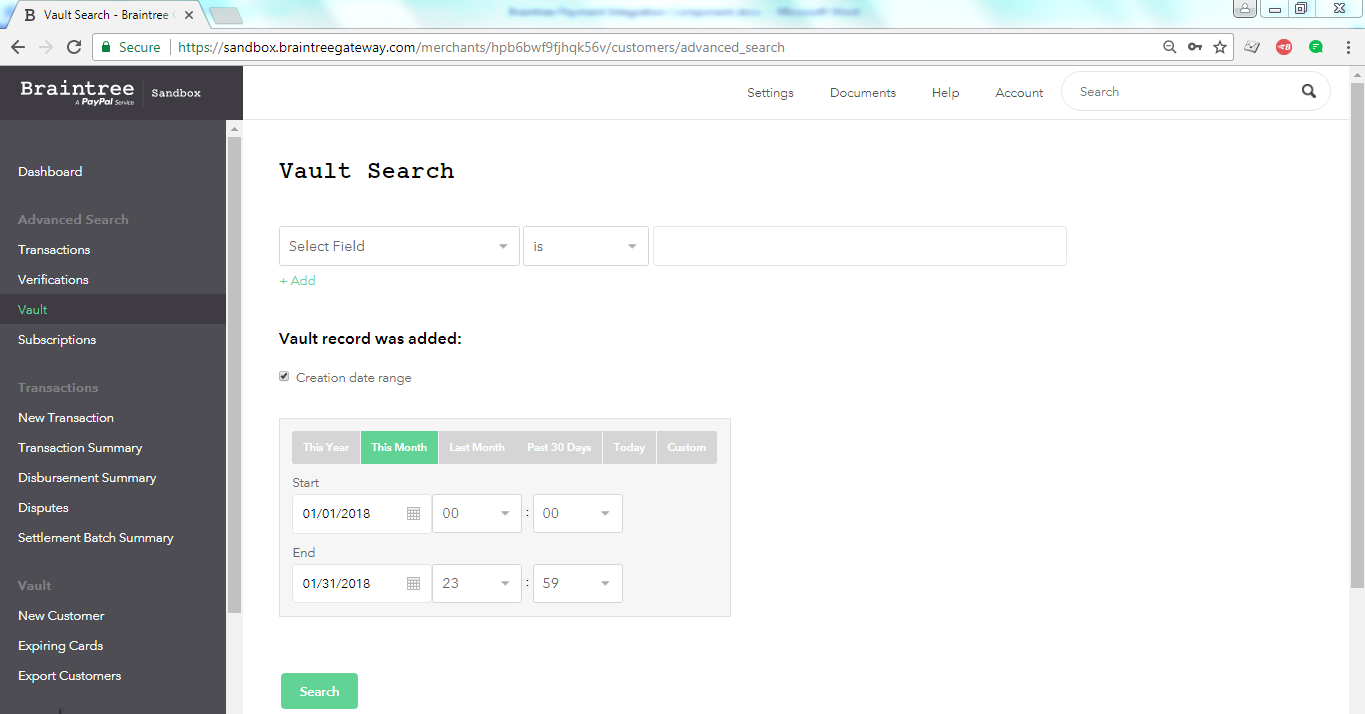 Braintree Payment Integration Component.docx - Microsoft Word
Vault Search - Braintree
Secure https://sandbox.braintreegateway.com/merchants/hpb6bwf9fjhqk56v/customers/advanced_search
Braintree
A PayPal Service
Sandbox
Settings Documents Help Account Search
Dashboard
Advanced Search
Transactions
Verifications
Vault
Subscriptions
Transactions
New Transaction
Transaction Summary
Disbursement Summary
Disputes
Settlement Batch Summary
Vault
New Customer
Expiring Cards
Export Customers
Vault Search
Select Field is
+ Add
Vault record was added:
Creation date range
This Year This Month Last Month Past 30 Days Today Custom
Start
01/01/2018 00 : 00
End
01/31/2018 23 : 59
Search